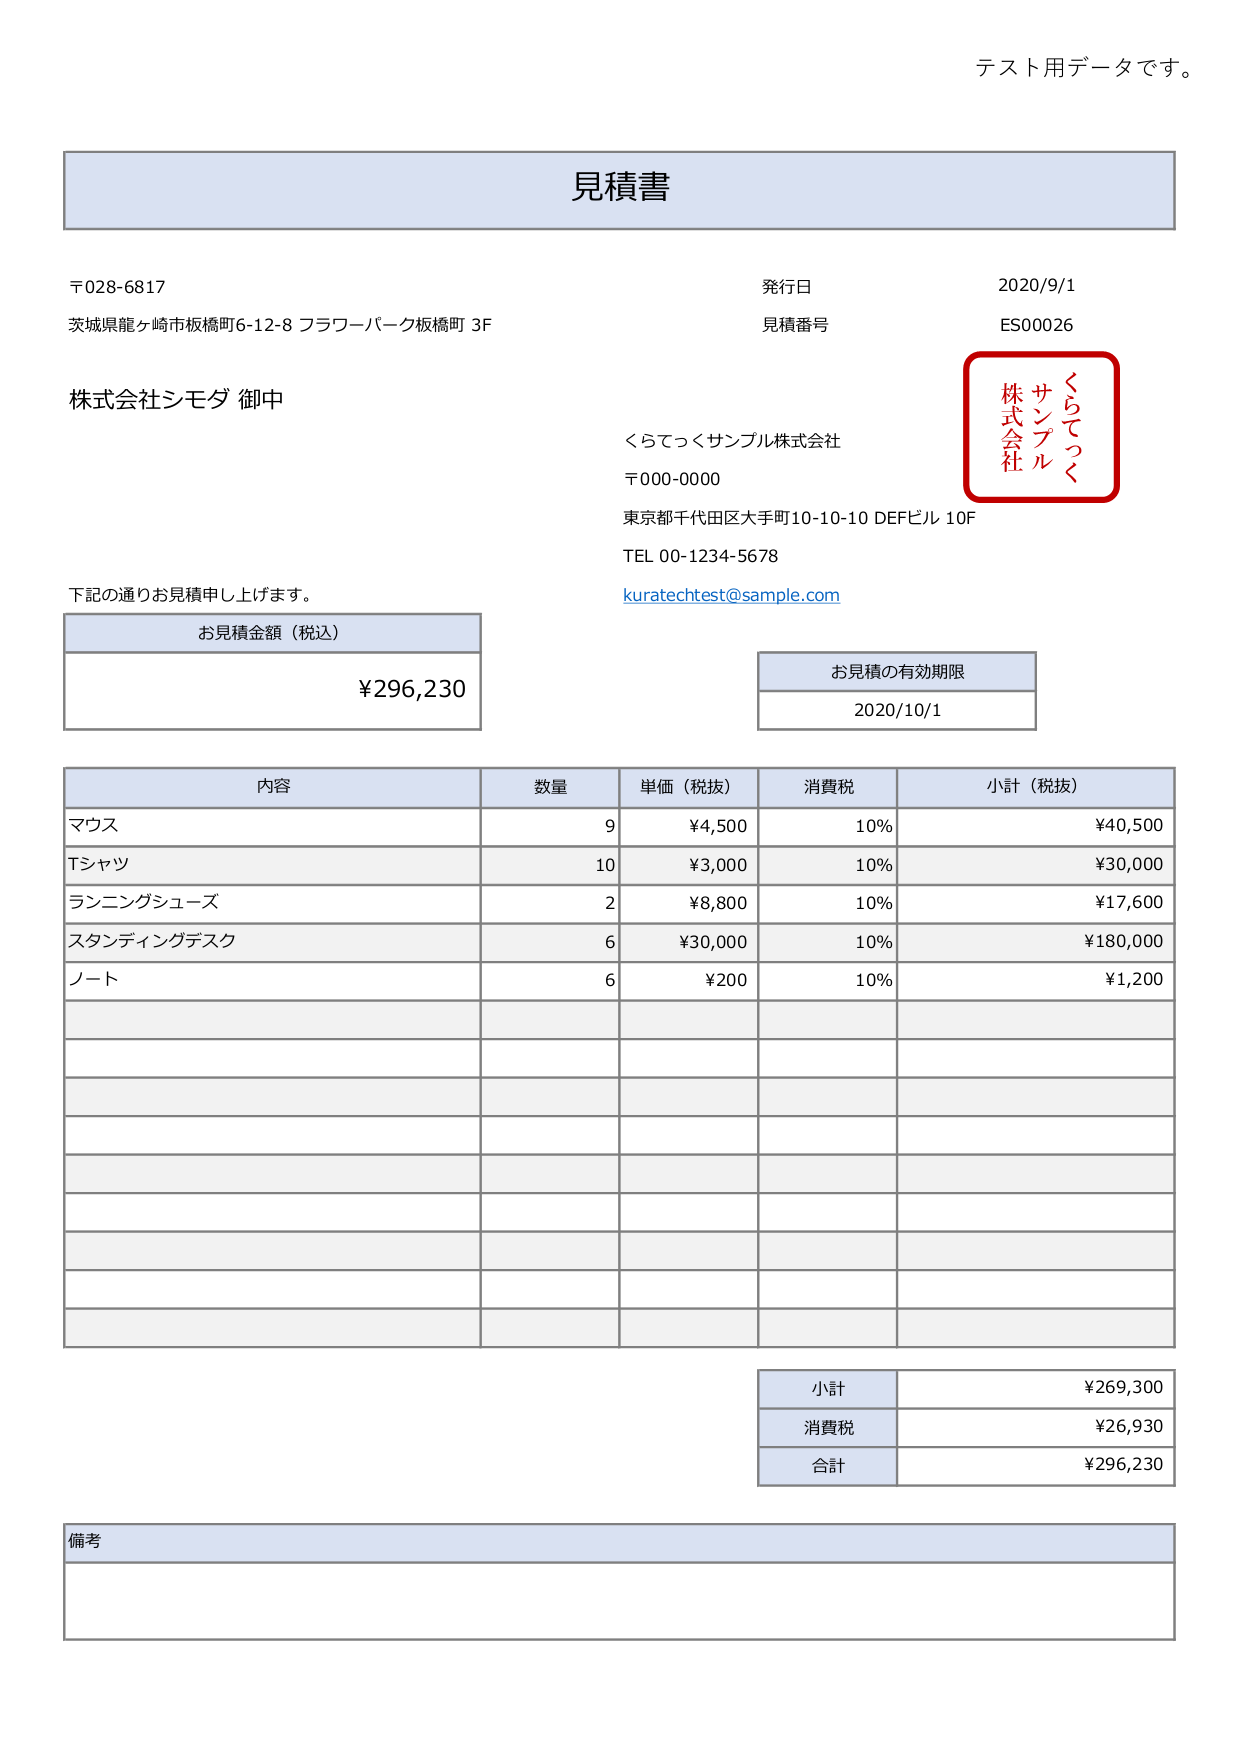 テスト用データです。
見積書
〒028-6817
発行日 2020/9/1
茨城県龍ヶ崎市板橋町6-12-8 フラワーパーク板橋町 3F
見積番号 ES00026
株式会社シモダ 御中
くらてっく
サンプル
株式会社
くらてっくサンプル株式会社
〒000-0000
東京都千代田区大手町10-10-10 DEFビル 10F
TEL 00-1234-5678
kuratechtest@sample.com
下記の通りお見積申し上げます。
お見積金額（税込）
¥296,230
お見積の有効期限
2020/10/1
内容 数量 単価（税抜） 消費税 小計（税抜）
マウス 9 ¥4,500 10% ¥40,500
Tシャツ 10 ¥3,000 10% ¥30,000
ランニングシューズ 2 ¥8,800 10% ¥17,600
スタンディングデスク 6 ¥30,000 10% ¥180,000
ノート 6 ¥200 10% ¥1,200
小計 ¥269,300
消費税 ¥26,930
合計 ¥296,230
備考